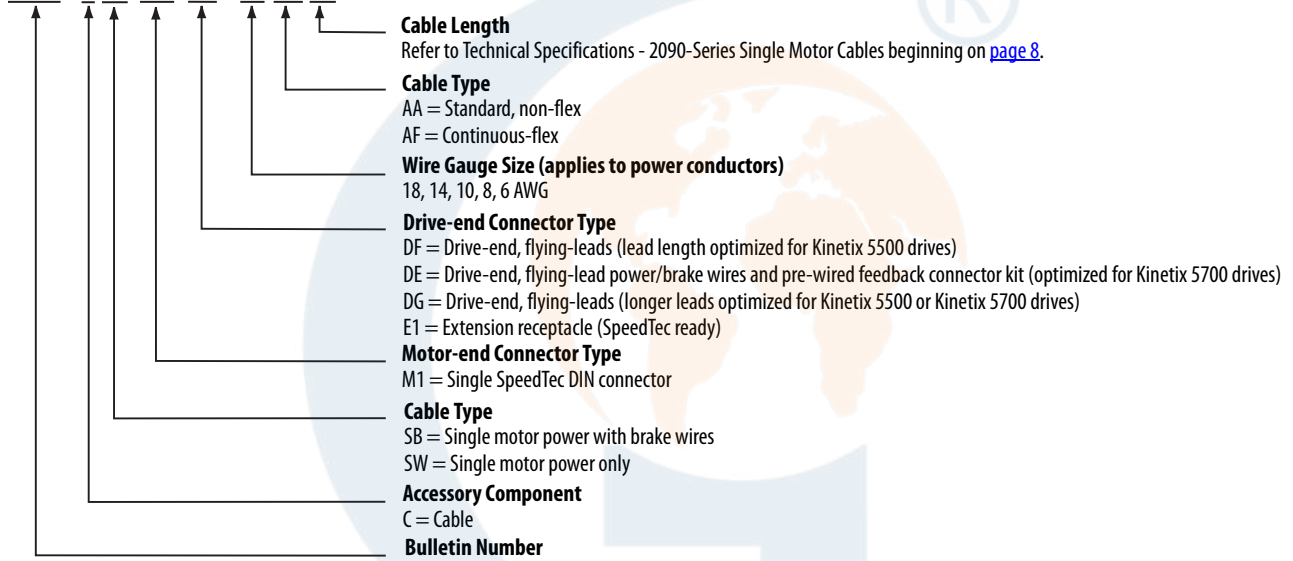 Cable Length
Refer to Technical Specifications - 2090-Series Single Motor Cables beginning on page 8.
Cable Type
AA = Standard, non-flex
AF = Continuous-flex
Wire Gauge Size (applies to power conductors)
18, 14, 10, 8, 6 AWG
Drive-end Connector Type
DF = Drive-end, flying-leads (lead length optimized for Kinetix 5500 drives)
DE = Drive-end, flying-lead power/brake wires and pre-wired feedback connector kit (optimized for Kinetix 5700 drives)
DG = Drive-end, flying-leads (longer leads optimized for Kinetix 5500 or Kinetix 5700 drives)
E1 = Extension receptacle (SpeedTec ready)
Motor-end Connector Type
M1 = Single SpeedTec DIN connector
Cable Type
SB = Single motor power with brake wires
SW = Single motor power only
Accessory Component
C = Cable
Bulletin Number
®